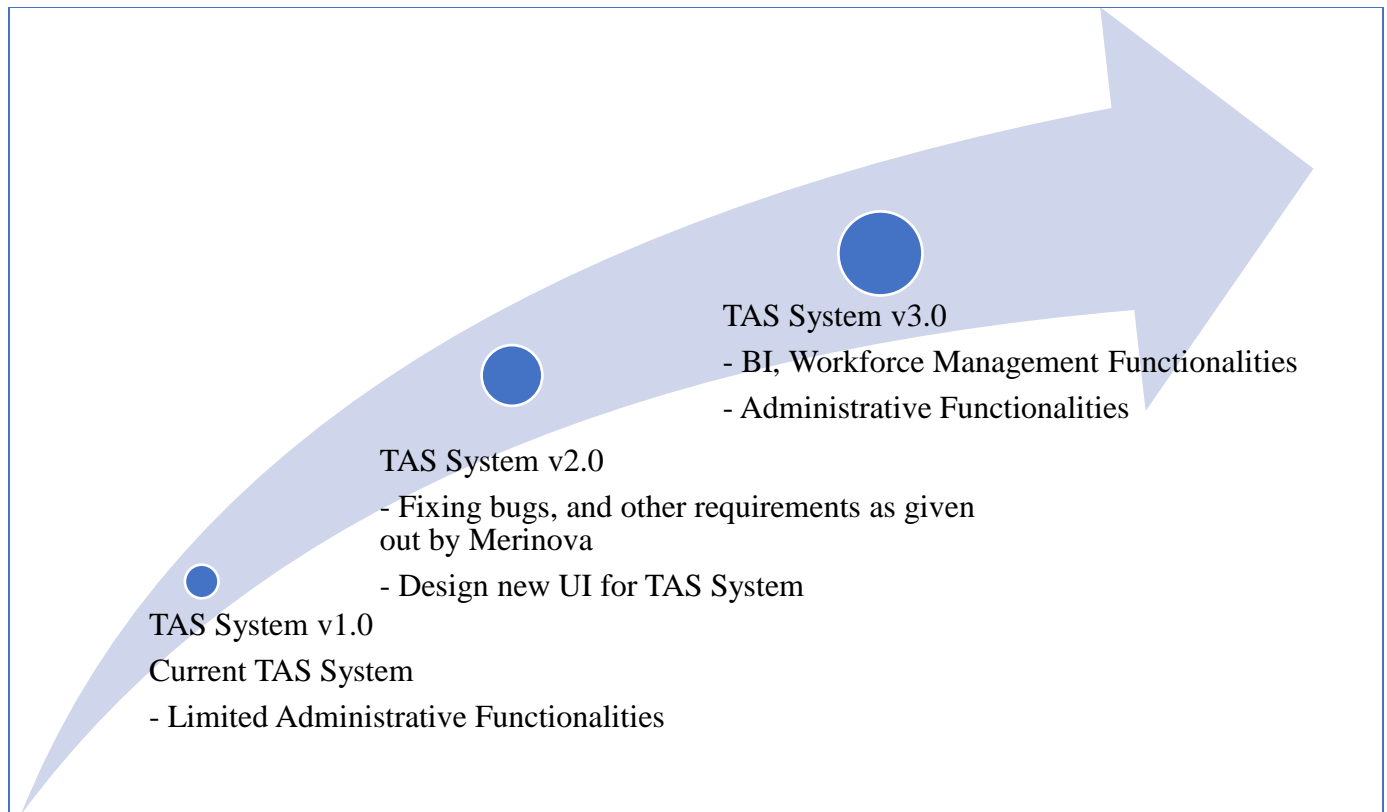 TAS System v3.0
- BI, Workforce Management Functionalities
- Administrative Functionalities
TAS System v2.0
- Fixing bugs, and other requirements as given
out by Merinova
- Design new UI for TAS System
TAS System v1.0
Current TAS System
- Limited Administrative Functionalities